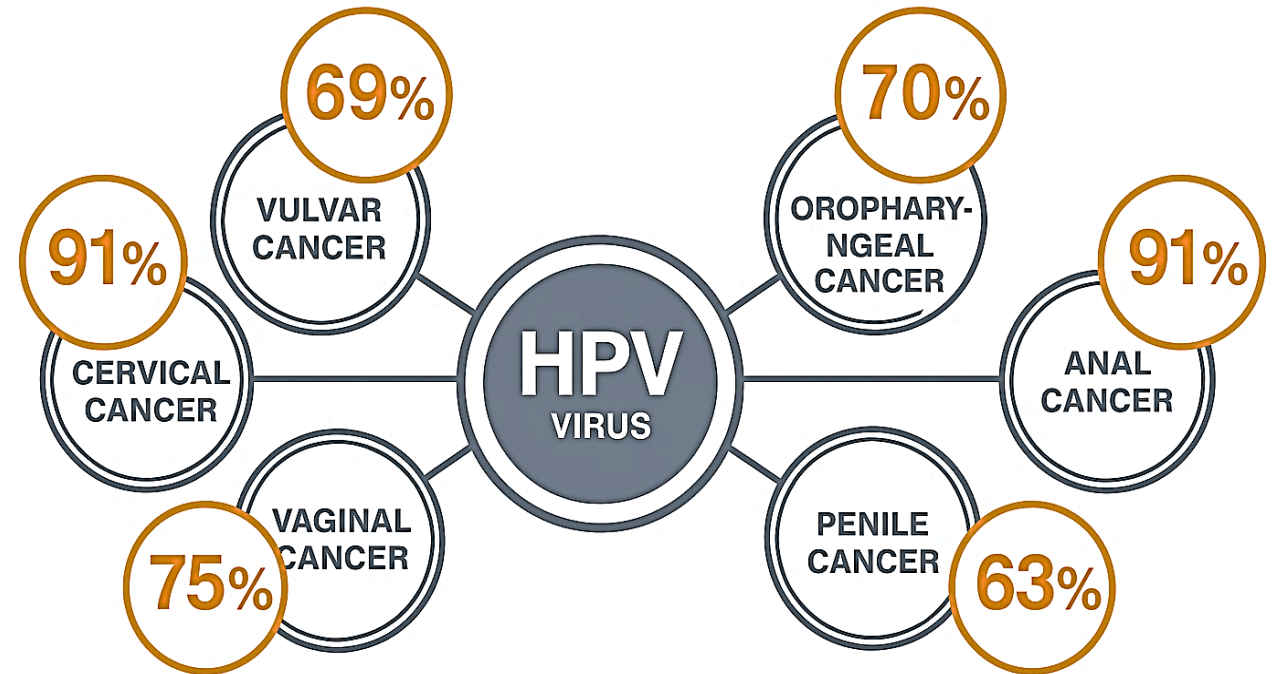 69%
VULVAR
CANCER
70%
OROPHARY-
NGEAL
CANCER
91%
CERVICAL
CANCER
HPV
VIRUS
91%
ANAL
CANCER
75%
VAGINAL
CANCER
PENILE
CANCER
63%